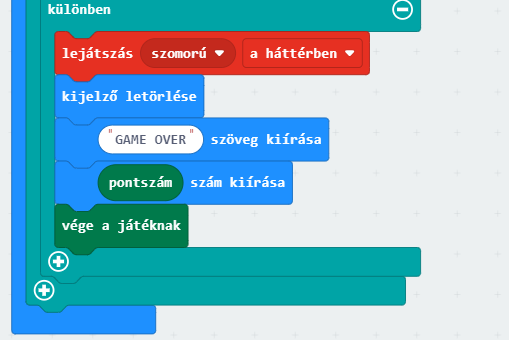 különben
lejátszás szomorú a háttérben
kijelző letörlése
"GAME OVER" szöveg kiírása
pontszám szám kiírása
vége a játéknak